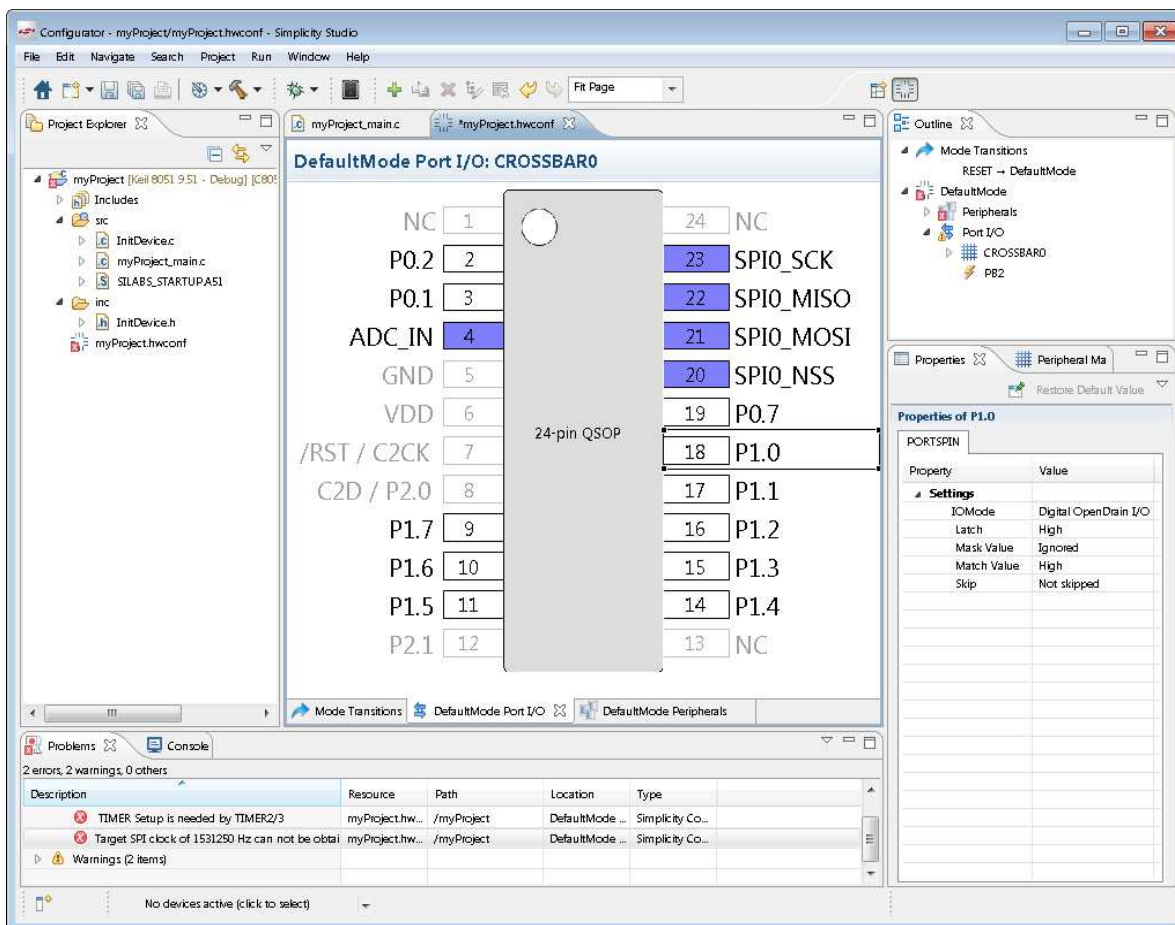 Configurator - myProject/myProject.hwconf - Simplicity Studio
File Edit Navigate Search Project Run Window Help
Fit Page
Project Explorer
myProject [Keil 8051 9.51 - Debug] [C805
Includes
src
InitDevice.c
myProject_main.c
SILABS_STARTUP.A51
inc
InitDevice.h
myProject.hwconf
myProject_main.c *myProject.hwconf
DefaultMode Port I/O: CROSSBAR0
NC 1 24 NC
P0.2 2 23 SPI0_SCK
P0.1 3 22 SPI0_MISO
ADC_IN 4 21 SPI0_MOSI
GND 5 20 SPI0_NSS
VDD 6 19 P0.7
24-pin QSOP
/RST / C2CK 7 18 P1.0
C2D / P2.0 8 17 P1.1
P1.7 9 16 P1.2
P1.6 10 15 P1.3
P1.5 11 14 P1.4
P2.1 12 13 NC
Mode Transitions DefaultMode Port I/O DefaultMode Peripherals
Outline
Mode Transitions
RESET → DefaultMode
DefaultMode
Peripherals
Port I/O
CROSSBAR0
PB2
Properties Peripheral Ma
Restore Default Value
Properties of P1.0
PORTSPIN
Property Value
Settings
IOMode Digital OpenDrain I/O
Latch High
Mask Value Ignored
Match Value High
Skip Not skipped
Problems Console
2 errors, 2 warnings, 0 others
Description Resource Path Location Type
TIMER Setup is needed by TIMER2/3 myProject.hw... /myProject DefaultMode ... Simplicity Co...
Target SPI clock of 1531250 Hz can not be obtai myProject.hw... /myProject DefaultMode ... Simplicity Co...
Warnings (2 items)
No devices active (click to select)